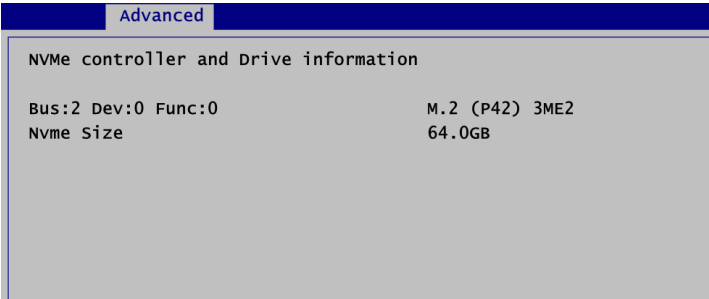 Advanced
NVMe controller and Drive information
Bus:2 Dev:0 Func:0 M.2 (P42) 3ME2
Nvme Size 64.0GB